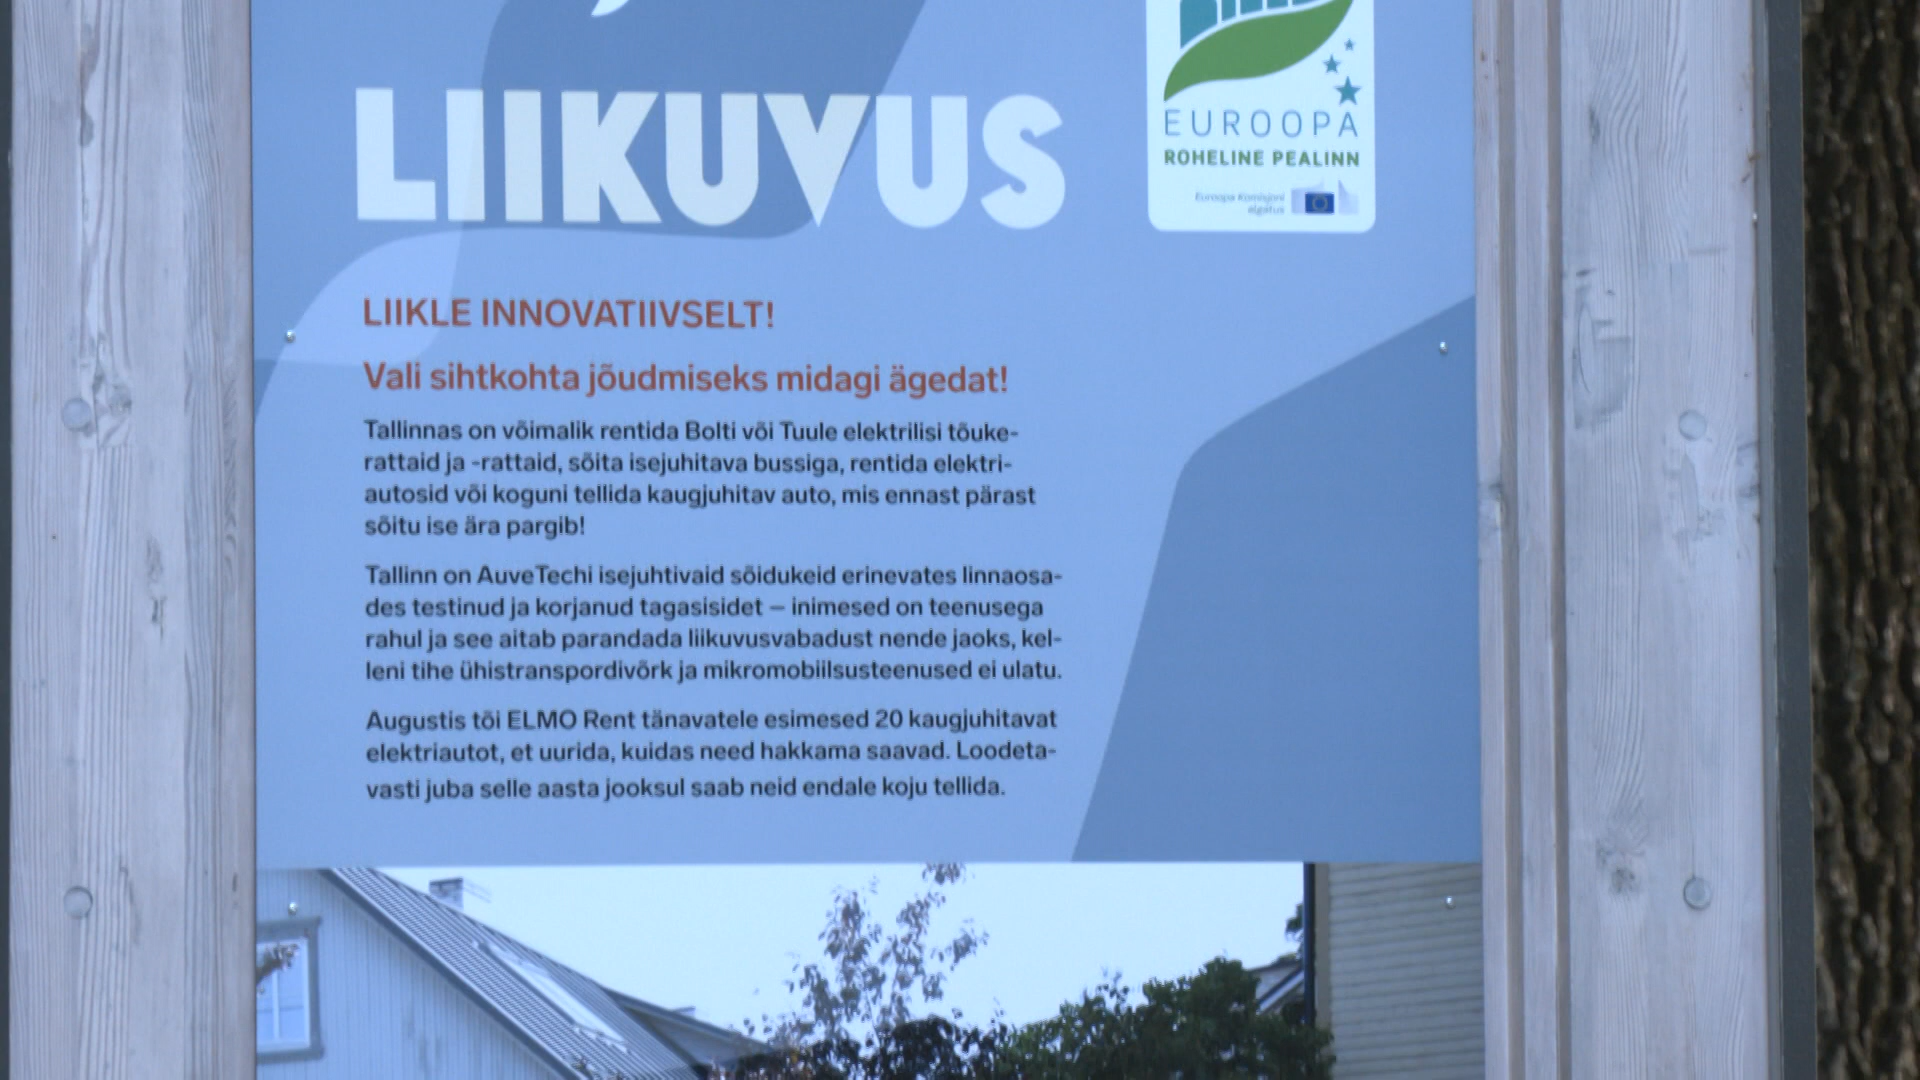 LIIKUVUS
EUROOPA
ROHELINE PEALINN
Euroopa Komisjoni
algatus
LIIKLE INNOVATIIVSELT!
Vali sihtkohta jõudmiseks midagi ägedat!
Tallinnas on võimalik rentida Bolti või Tuule elektrilisi tõuke-
rattaid ja -rattaid, sõita isejuhitava bussiga, rentida elektri-
autosid või koguni tellida kaugjuhitav auto, mis ennast pärast
sõitu ise ära pargib!
Tallinn on AuveTechi isejuhtivaid sõidukeid erinevates linnaosa-
des testinud ja korjanud tagasisidet – inimesed on teenusega
rahul ja see aitab parandada liikuvusvabadust nende jaoks, kel-
leni tihe ühistranspordivõrk ja mikromobiilsusteenused ei ulatu.
Augustis tõi ELMO Rent tänavatele esimesed 20 kaugjuhitavat
elektriautot, et uurida, kuidas need hakkama saavad. Loodeta-
vasti juba selle aasta jooksul saab neid endale koju tellida.